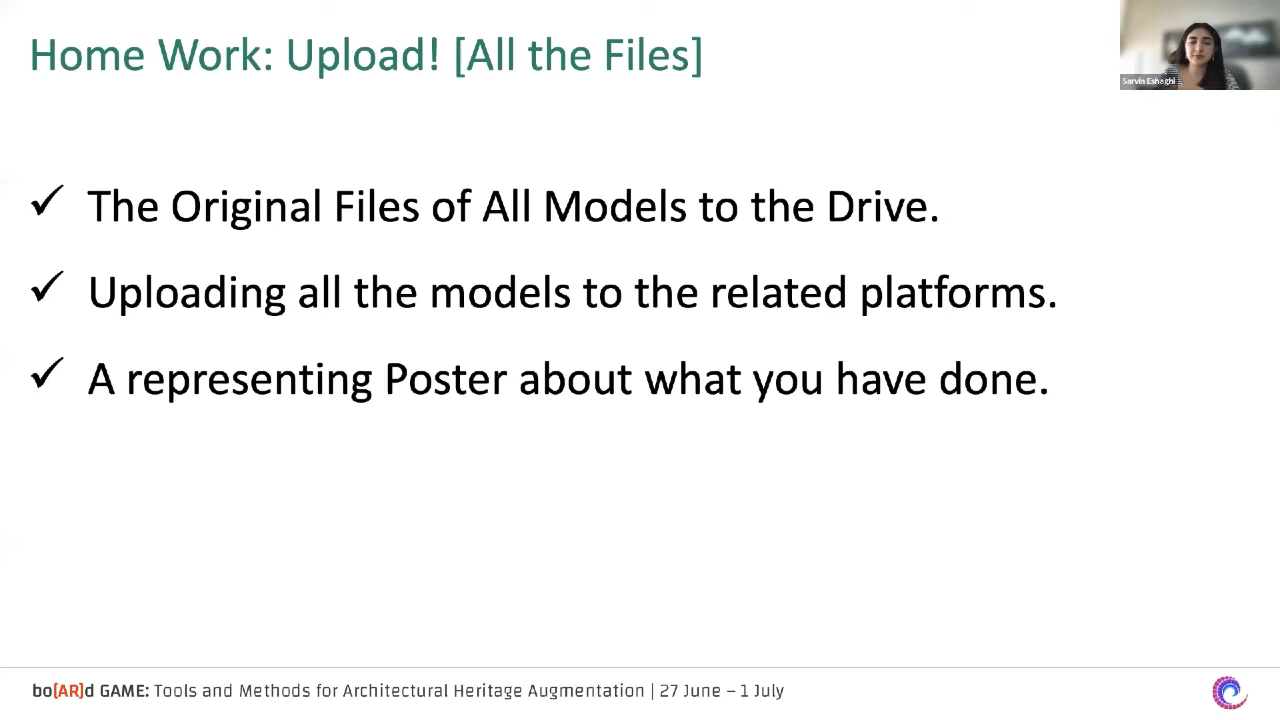 Home Work: Upload! [All the Files]
Sarvin Eshaghi
✓ The Original Files of All Models to the Drive.
✓ Uploading all the models to the related platforms.
✓ A representing Poster about what you have done.
bo[AR]d GAME: Tools and Methods for Architectural Heritage Augmentation | 27 June – 1 July